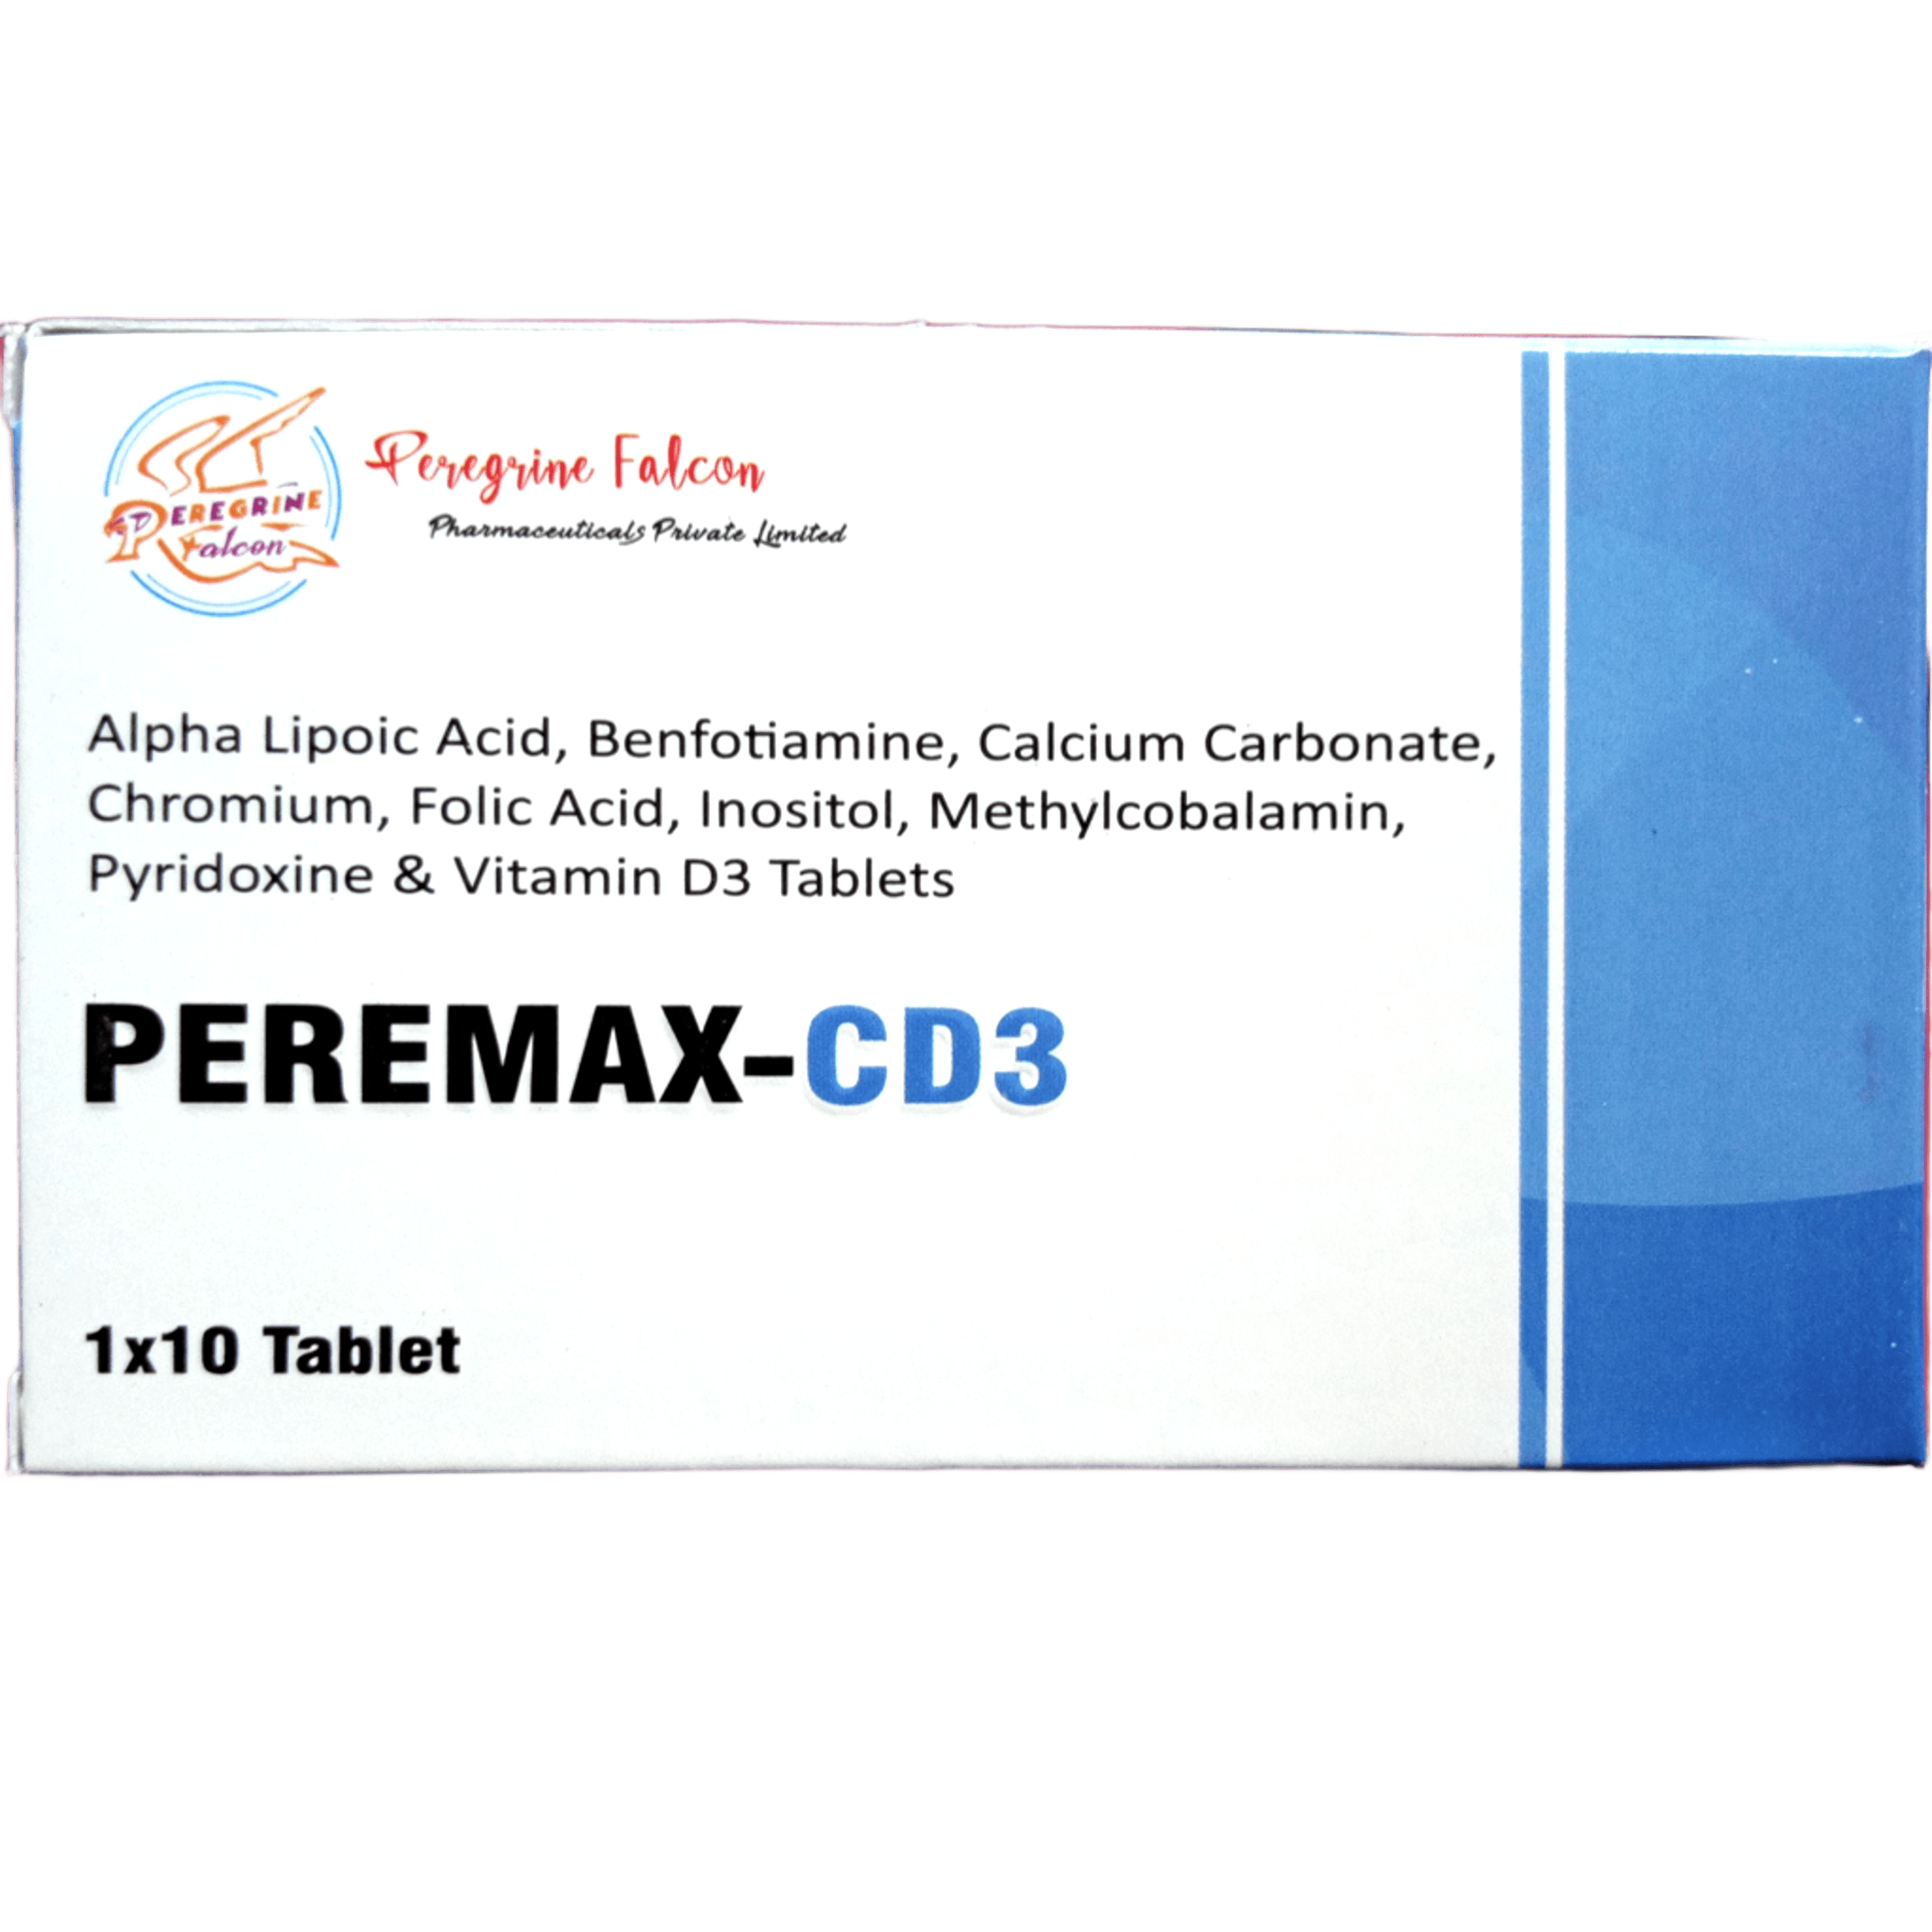 PEREGRINE
Falcon
Peregrine Falcon
Pharmaceuticals Private Limited
Alpha Lipoic Acid, Benfotiamine, Calcium Carbonate,
Chromium, Folic Acid, Inositol, Methylcobalamin,
Pyridoxine & Vitamin D3 Tablets
PEREMAX-CD3
1x10 Tablet